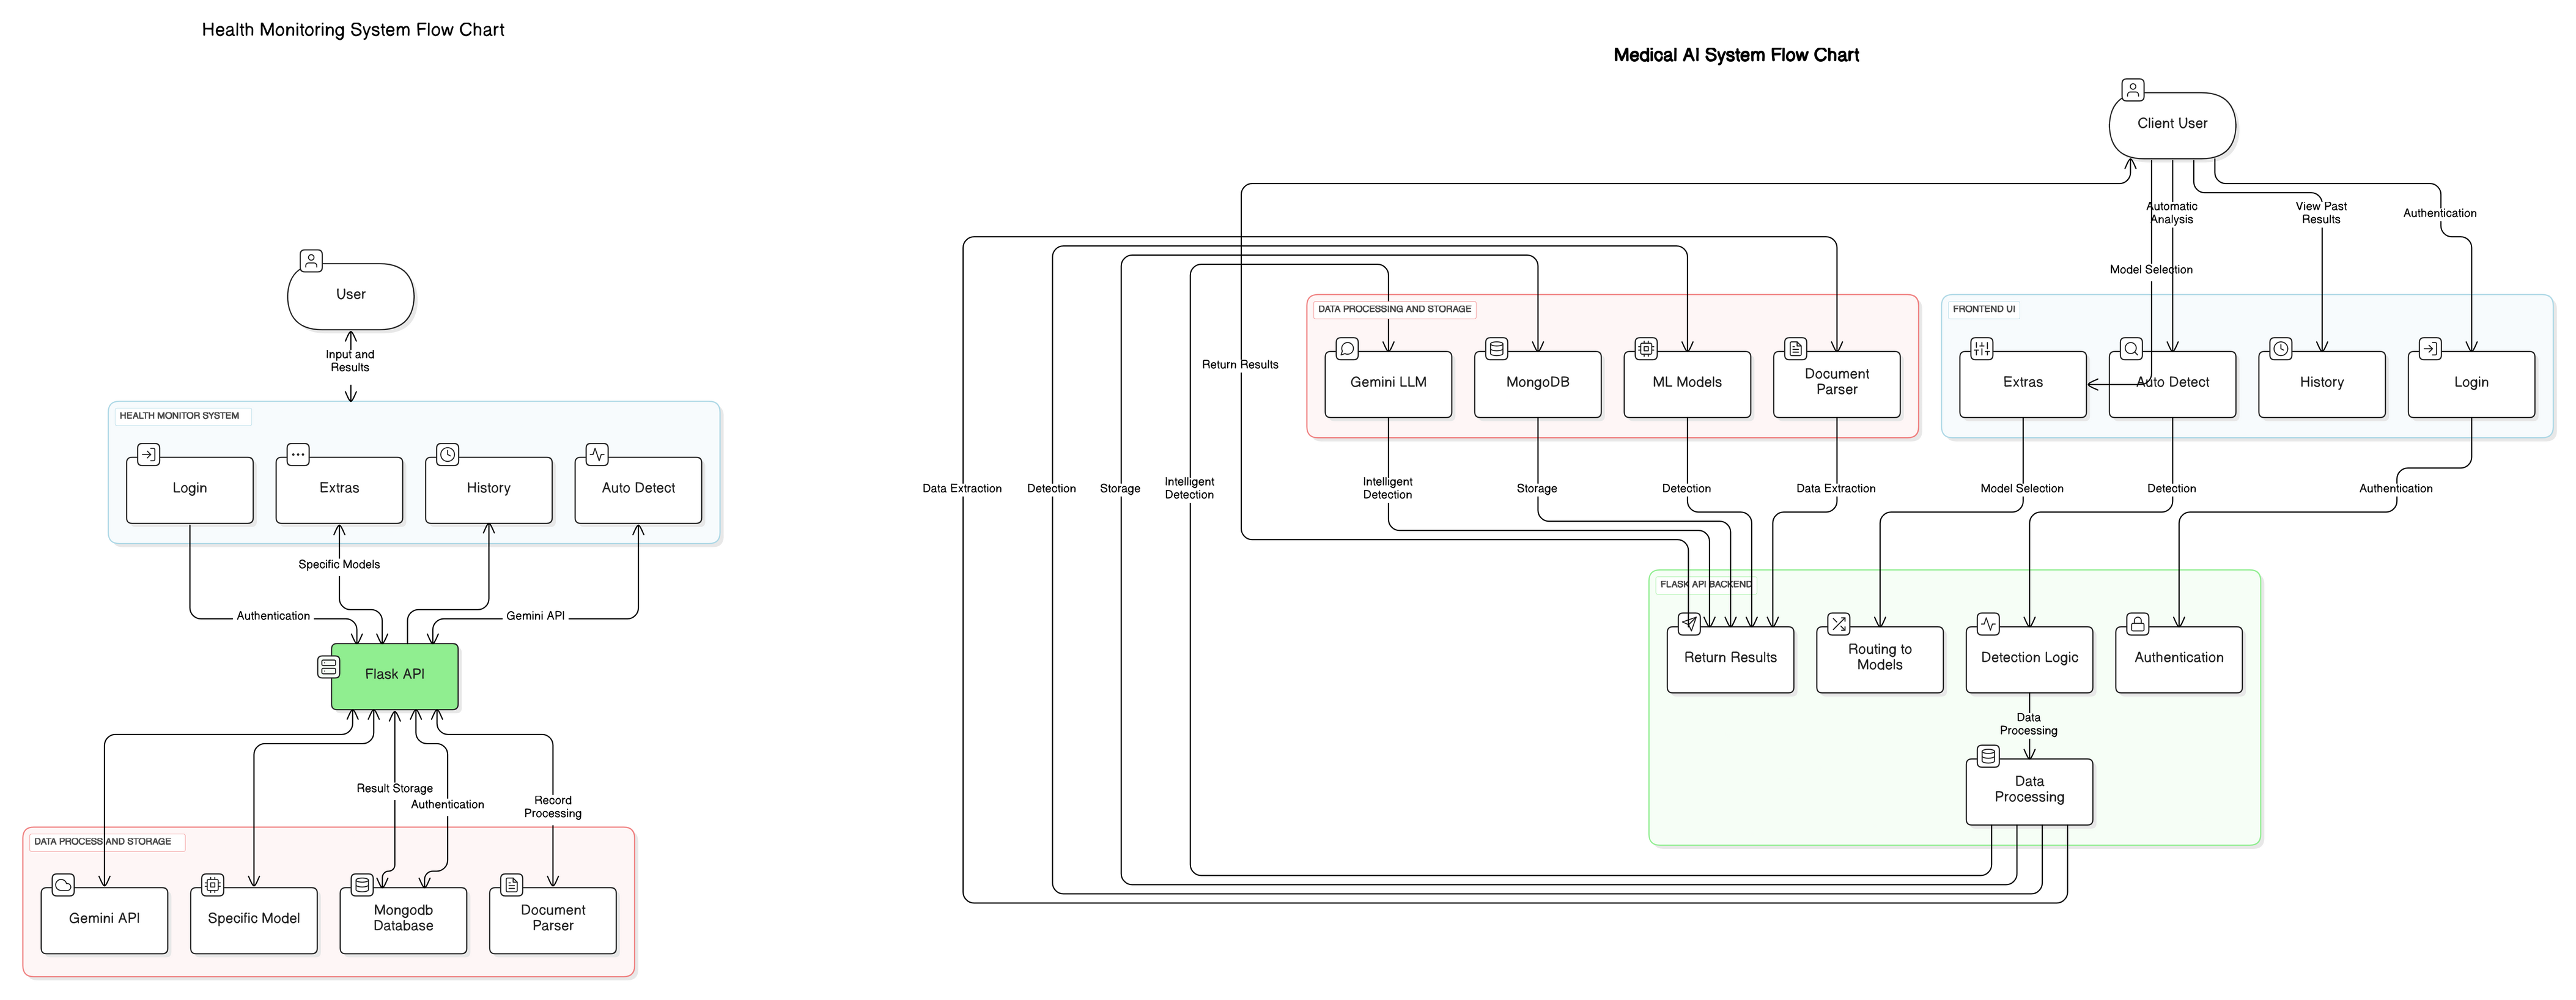 Health Monitoring System Flow Chart
User
Input and
Results
HEALTH MONITOR SYSTEM
Login
Extras
History
Auto Detect
Specific Models
Authentication
Gemini API
Flask API
Result Storage
Authentication
Record
Processing
DATA PROCESS AND STORAGE
Gemini API
Specific Model
Mongodb
Database
Document
Parser
Medical AI System Flow Chart
Client User
Automatic
Analysis
View Past
Results
Authentication
Model Selection
DATA PROCESSING AND STORAGE
FRONTEND UI
Return Results
Gemini LLM
MongoDB
ML Models
Document
Parser
Extras
Auto Detect
History
Login
Data Extraction
Detection
Storage
Intelligent
Detection
Intelligent
Detection
Storage
Detection
Data Extraction
Model Selection
Detection
Authentication
FLASK API BACKEND
Return Results
Routing to
Models
Detection Logic
Authentication
Data
Processing
Data
Processing